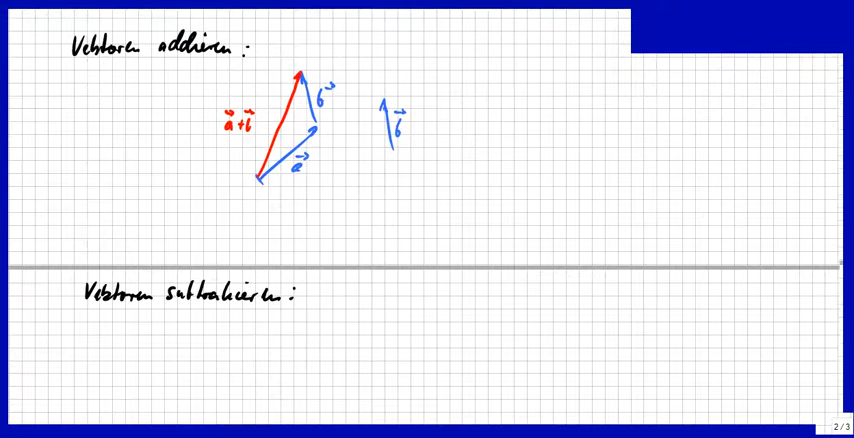 Vektoren addieren:
b⃗
a⃗+b⃗
b⃗
a⃗
Vektoren subtrahieren:
2/3